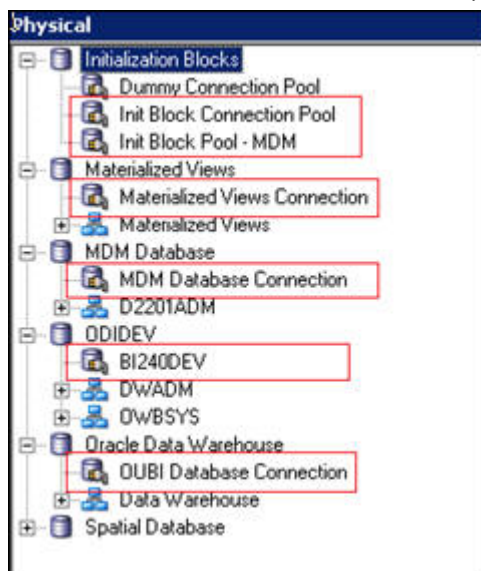 Physical
Initialization Blocks
Dummy Connection Pool
Init Block Connection Pool
Init Block Pool - MDM
Materialized Views
Materialized Views Connection
Materialized Views
MDM Database
MDM Database Connection
D2201ADM
ODIDEV
BI240DEV
DWADM
OWBSYS
Oracle Data Warehouse
OUBI Database Connection
Data Warehouse
Spatial Database